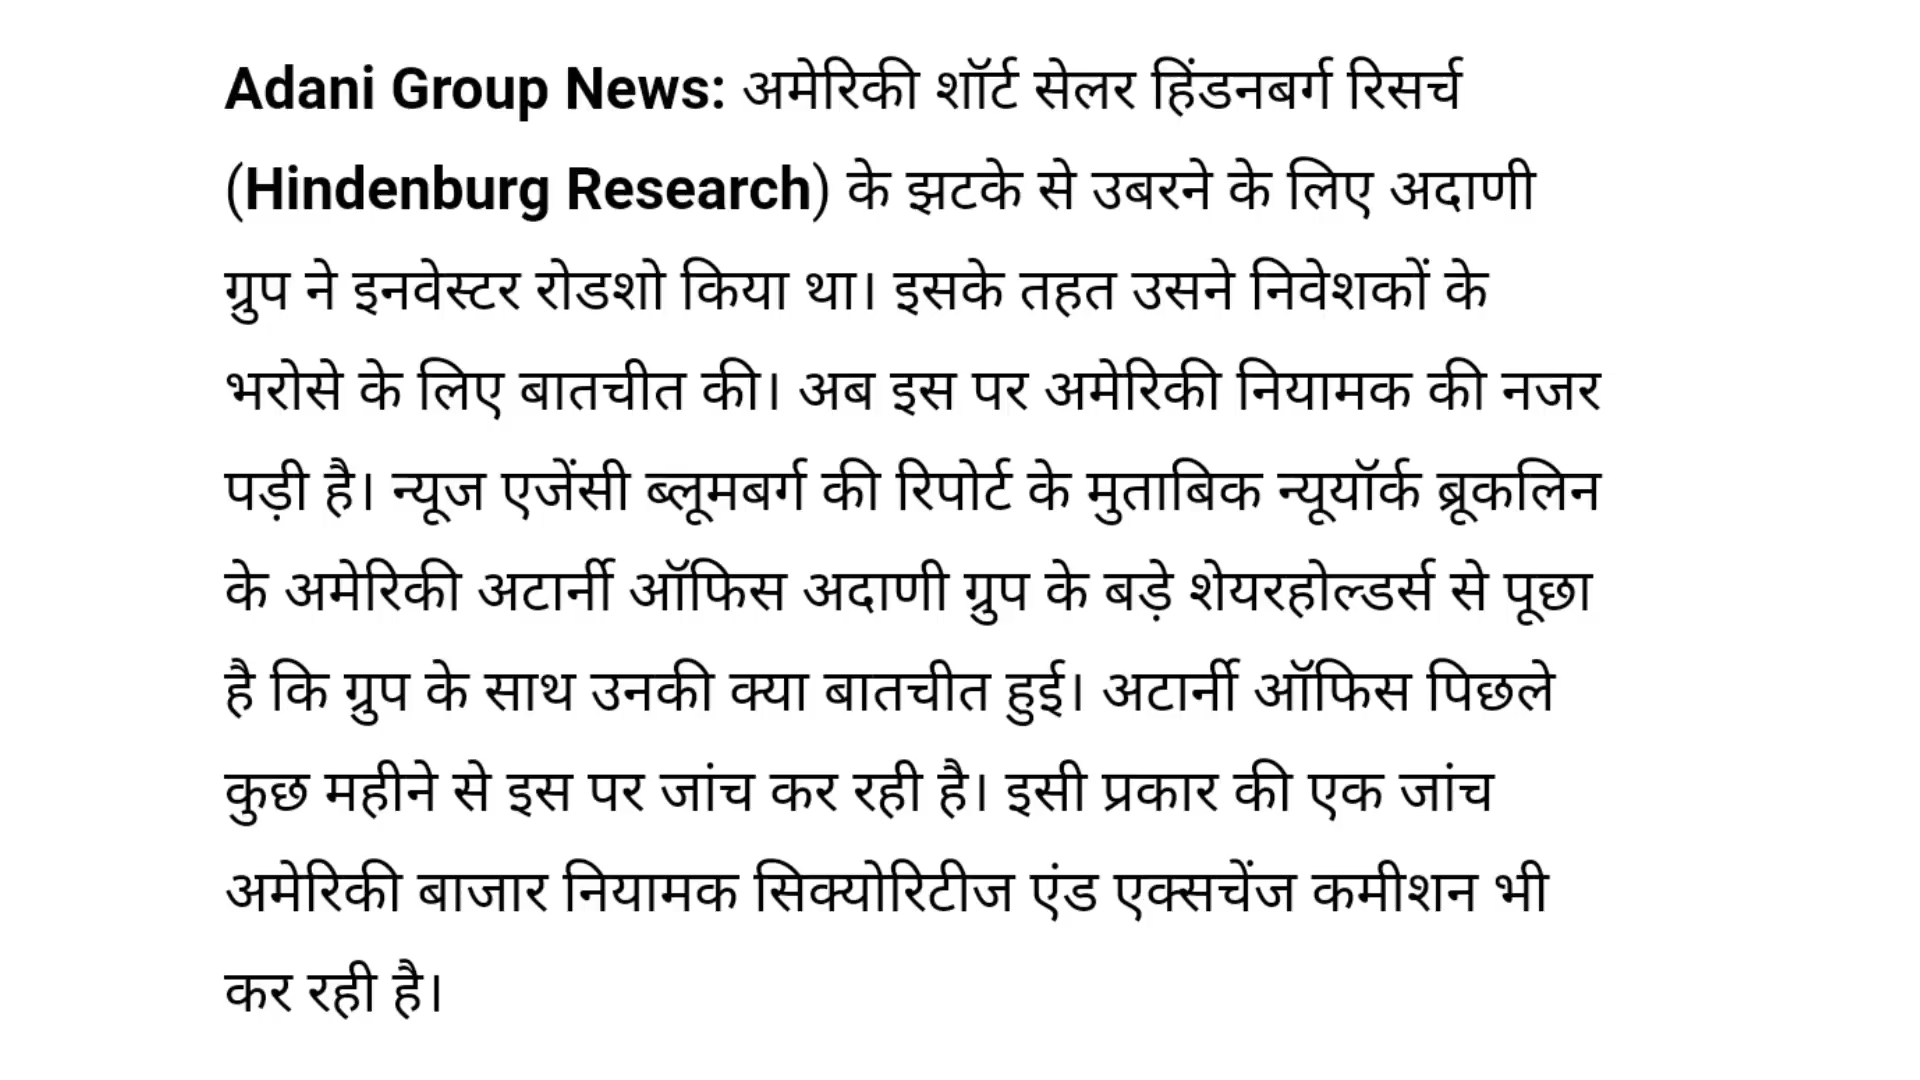 Adani Group News: अमेरिकी शॉर्ट सेलर हिंडनबर्ग रिसर्च
(Hindenburg Research) के झटके से उबरने के लिए अदाणी
ग्रुप ने इनवेस्टर रोडशो किया था। इसके तहत उसने निवेशकों के
भरोसे के लिए बातचीत की। अब इस पर अमेरिकी नियामक की नजर
पड़ी है। न्यूज एजेंसी ब्लूमबर्ग की रिपोर्ट के मुताबिक न्यूयॉर्क ब्रूकलिन
के अमेरिकी अटार्नी ऑफिस अदाणी ग्रुप के बड़े शेयरहोल्डर्स से पूछा
है कि ग्रुप के साथ उनकी क्या बातचीत हुई। अटार्नी ऑफिस पिछले
कुछ महीने से इस पर जांच कर रही है। इसी प्रकार की एक जांच
अमेरिकी बाजार नियामक सिक्योरिटीज एंड एक्सचेंज कमीशन भी
कर रही है।